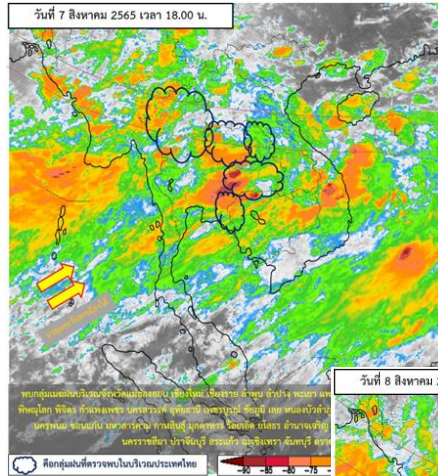 วันที่ 7 สิงหาคม 2565 เวลา 18.00 น.
วันที่ 8 สิงหาคม 2
พบกลุ่มเมฆฝนบริเวณจังหวัดแม่ฮ่องสอน เชียงใหม่ เชียงราย ลำพูน ลำปาง พะเยา แพ
พิษณุโลก พิจิตร กำแพงเพชร นครสวรรค์ อุทัยธานี เพชรบูรณ์ ชัยภูมิ เลย หนองบัวลำภู
นครพนม ขอนแก่น มหาสารคาม กาฬสินธุ์ มุกดาหาร ร้อยเอ็ด ยโสธร อำนาจเจริญ
นครราชสีมา ปราจีนบุรี สระแก้ว ฉะเชิงเทรา จันทบุรี ตรา
คือกลุ่มฝนที่ตรวจพบในบริเวณประเทศไทย
-90 -85 -80 -75